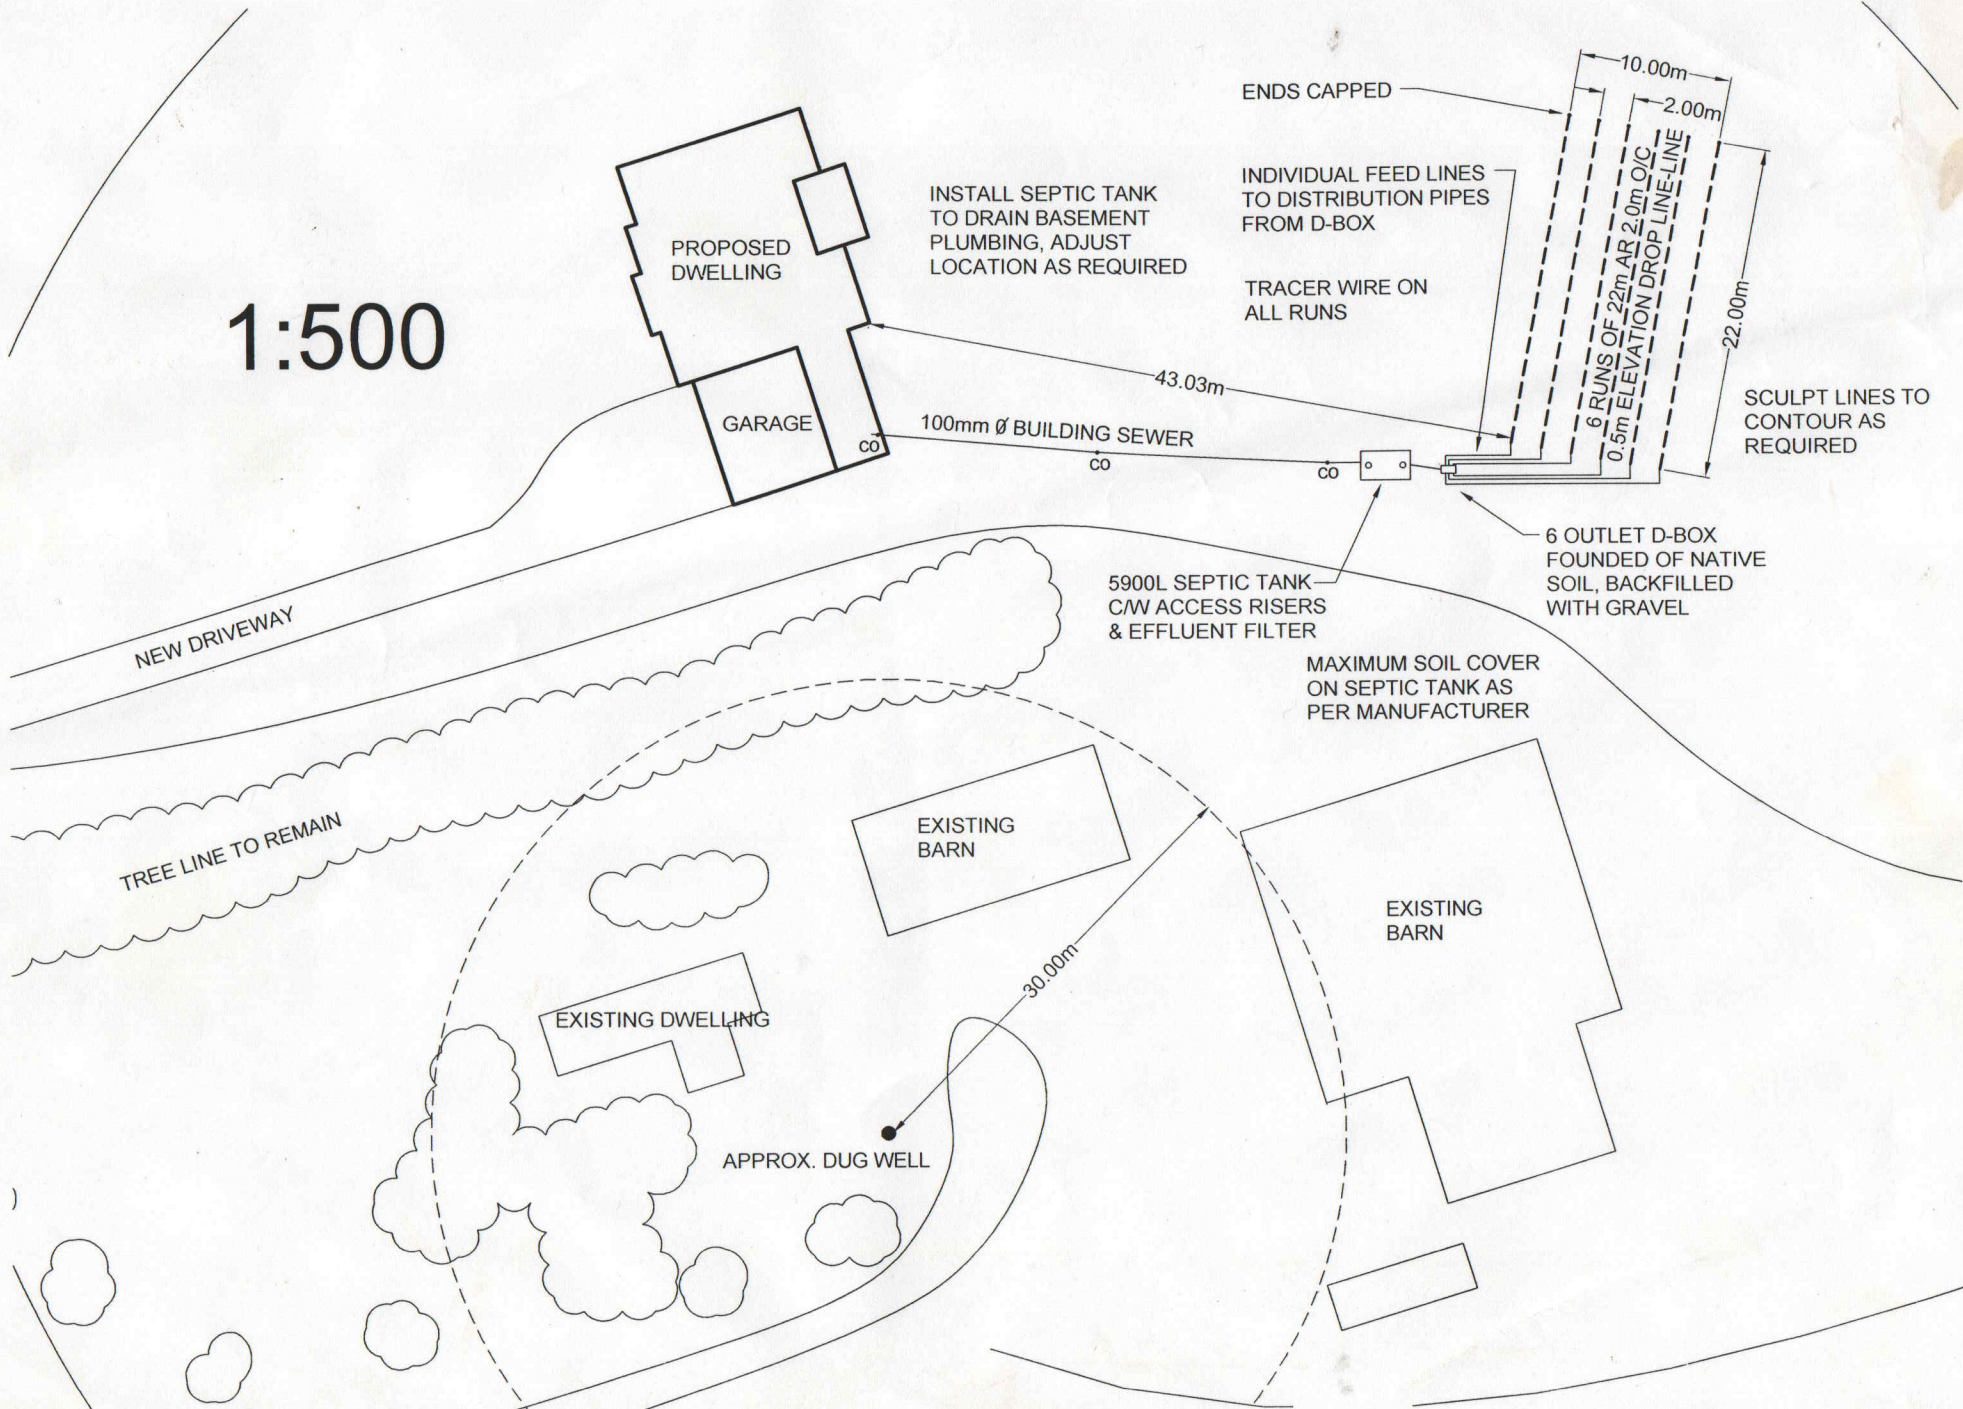 10.00m
ENDS CAPPED
2.00m
INDIVIDUAL FEED LINES
TO DISTRIBUTION PIPES
FROM D-BOX
INSTALL SEPTIC TANK
TO DRAIN BASEMENT
PLUMBING, ADJUST
LOCATION AS REQUIRED
PROPOSED
DWELLING
TRACER WIRE ON
ALL RUNS
6 RUNS OF 22m AR 2.0m O/C
0.5m ELEVATION DROP LINE-LINE
22.00m
1:500
43.03m
SCULPT LINES TO
CONTOUR AS
REQUIRED
GARAGE
100mm Ø BUILDING SEWER
co
co
co
6 OUTLET D-BOX
FOUNDED OF NATIVE
SOIL, BACKFILLED
WITH GRAVEL
5900L SEPTIC TANK
C/W ACCESS RISERS
& EFFLUENT FILTER
NEW DRIVEWAY
MAXIMUM SOIL COVER
ON SEPTIC TANK AS
PER MANUFACTURER
TREE LINE TO REMAIN
EXISTING
BARN
EXISTING
BARN
30.00m
EXISTING DWELLING
APPROX. DUG WELL